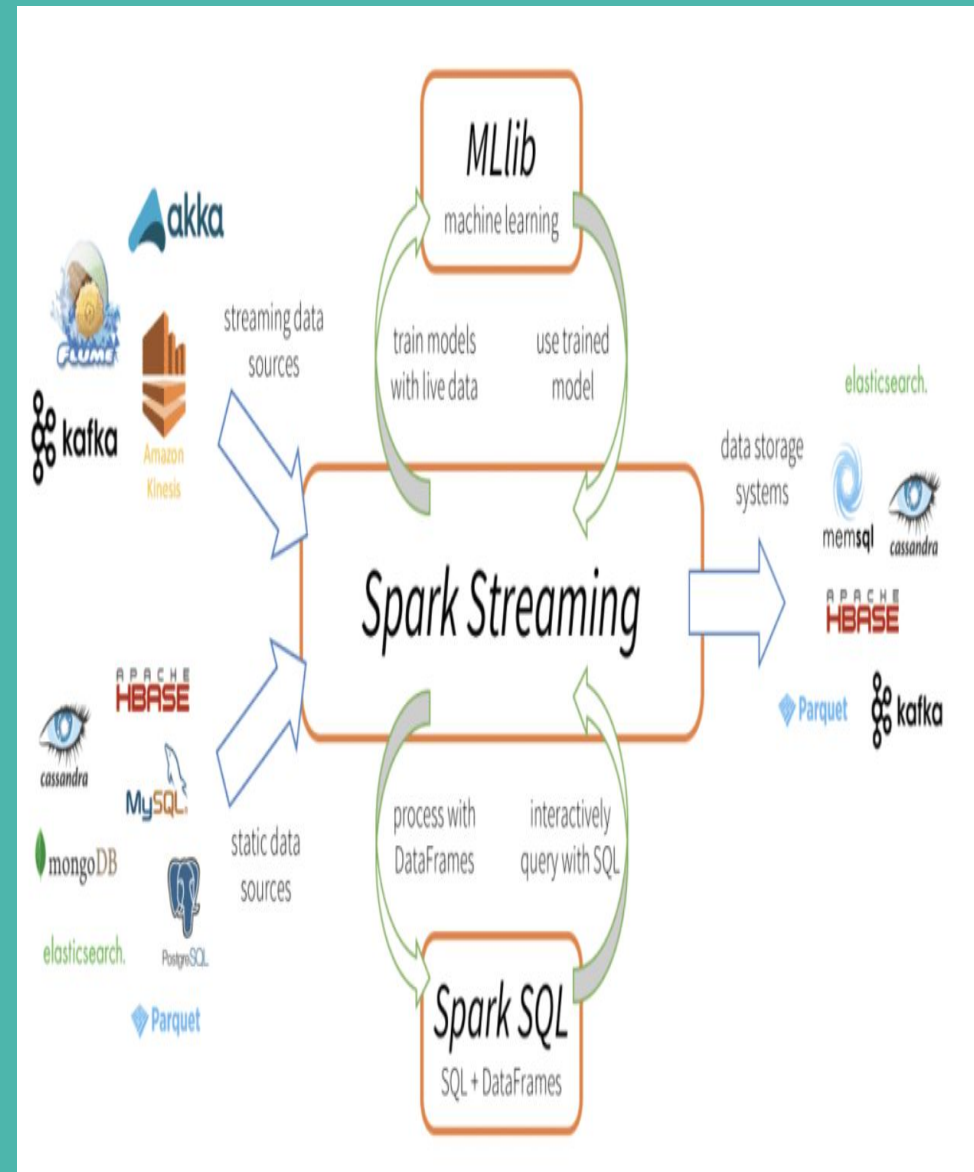 MLlib
machine learning
akka
FLUME
kafka
Amazon
Kinesis
streaming data
sources
train models
with live data
use trained
model
elasticsearch.
data storage
systems
memsql
cassandra
APACHE
HBASE
Parquet
kafka
Spark Streaming
APACHE
HBASE
cassandra
MySQL®
mongoDB
PostgreSQL
elasticsearch.
Parquet
static data
sources
process with
DataFrames
interactively
query with SQL
Spark SQL
SQL + DataFrames